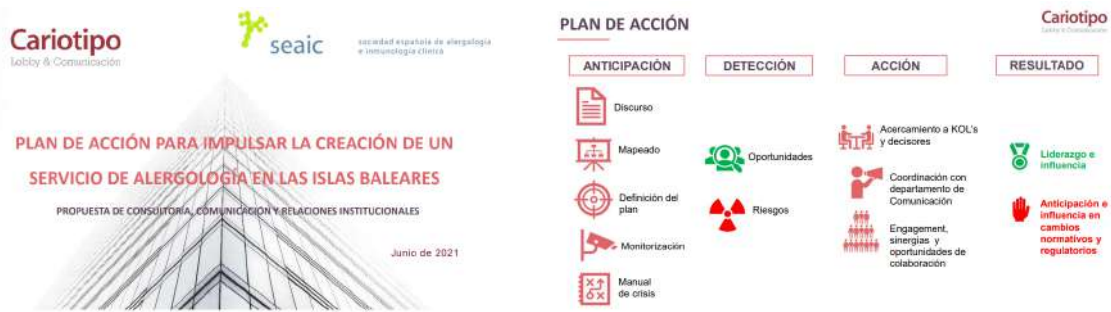 Cariotipo
Lobby & Comunicación
seaic
sociedad española de alergología
e inmunología clínica
PLAN DE ACCIÓN PARA IMPULSAR LA CREACIÓN DE UN
SERVICIO DE ALERGOLOGÍA EN LAS ISLAS BALEARES
PROPUESTA DE CONSULTORÍA, COMUNICACIÓN Y RELACIONES INSTITUCIONALES
Junio de 2021
PLAN DE ACCIÓN
Cariotipo
Lobby & Comunicación
ANTICIPACIÓN
Discurso
Mapeado
Definición del
plan
Monitorización
Manual
de crisis
DETECCIÓN
Oportunidades
Riesgos
ACCIÓN
Acercamiento a KOL's
y decisores
Coordinación con
departamento de
Comunicación
Engagement,
sinergias y
oportunidades de
colaboración
RESULTADO
Liderazgo e
influencia
Anticipación e
influencia en
cambios
normativos y
regulatorios